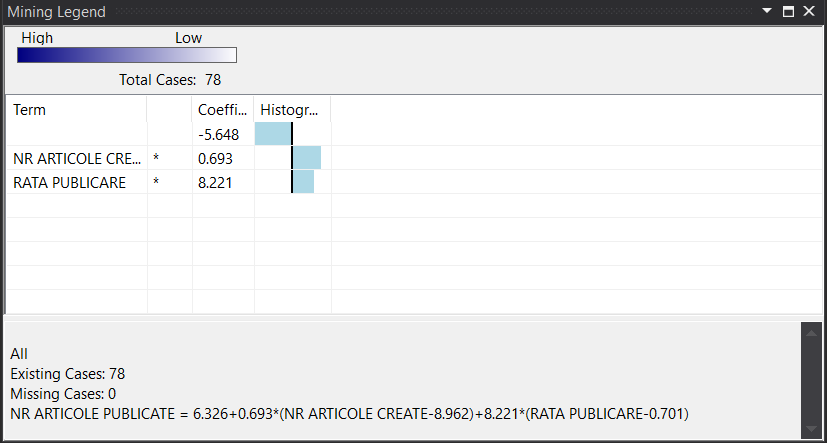 Mining Legend
High Low
Total Cases: 78
Term Coeffi... Histogr...
-5.648
NR ARTICOLE CRE... * 0.693
RATA PUBLICARE * 8.221
All
Existing Cases: 78
Missing Cases: 0
NR ARTICOLE PUBLICATE = 6.326+0.693*(NR ARTICOLE CREATE-8.962)+8.221*(RATA PUBLICARE-0.701)